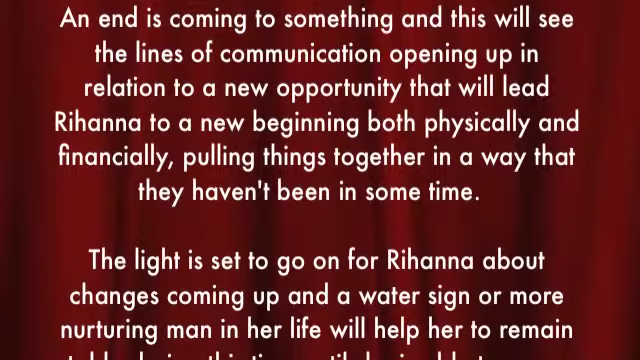 An end is coming to something and this will see
the lines of communication opening up in
relation to a new opportunity that will lead
Rihanna to a new beginning both physically and
financially, pulling things together in a way that
they haven't been in some time.
The light is set to go on for Rihanna about
changes coming up and a water sign or more
nurturing man in her life will help her to remain